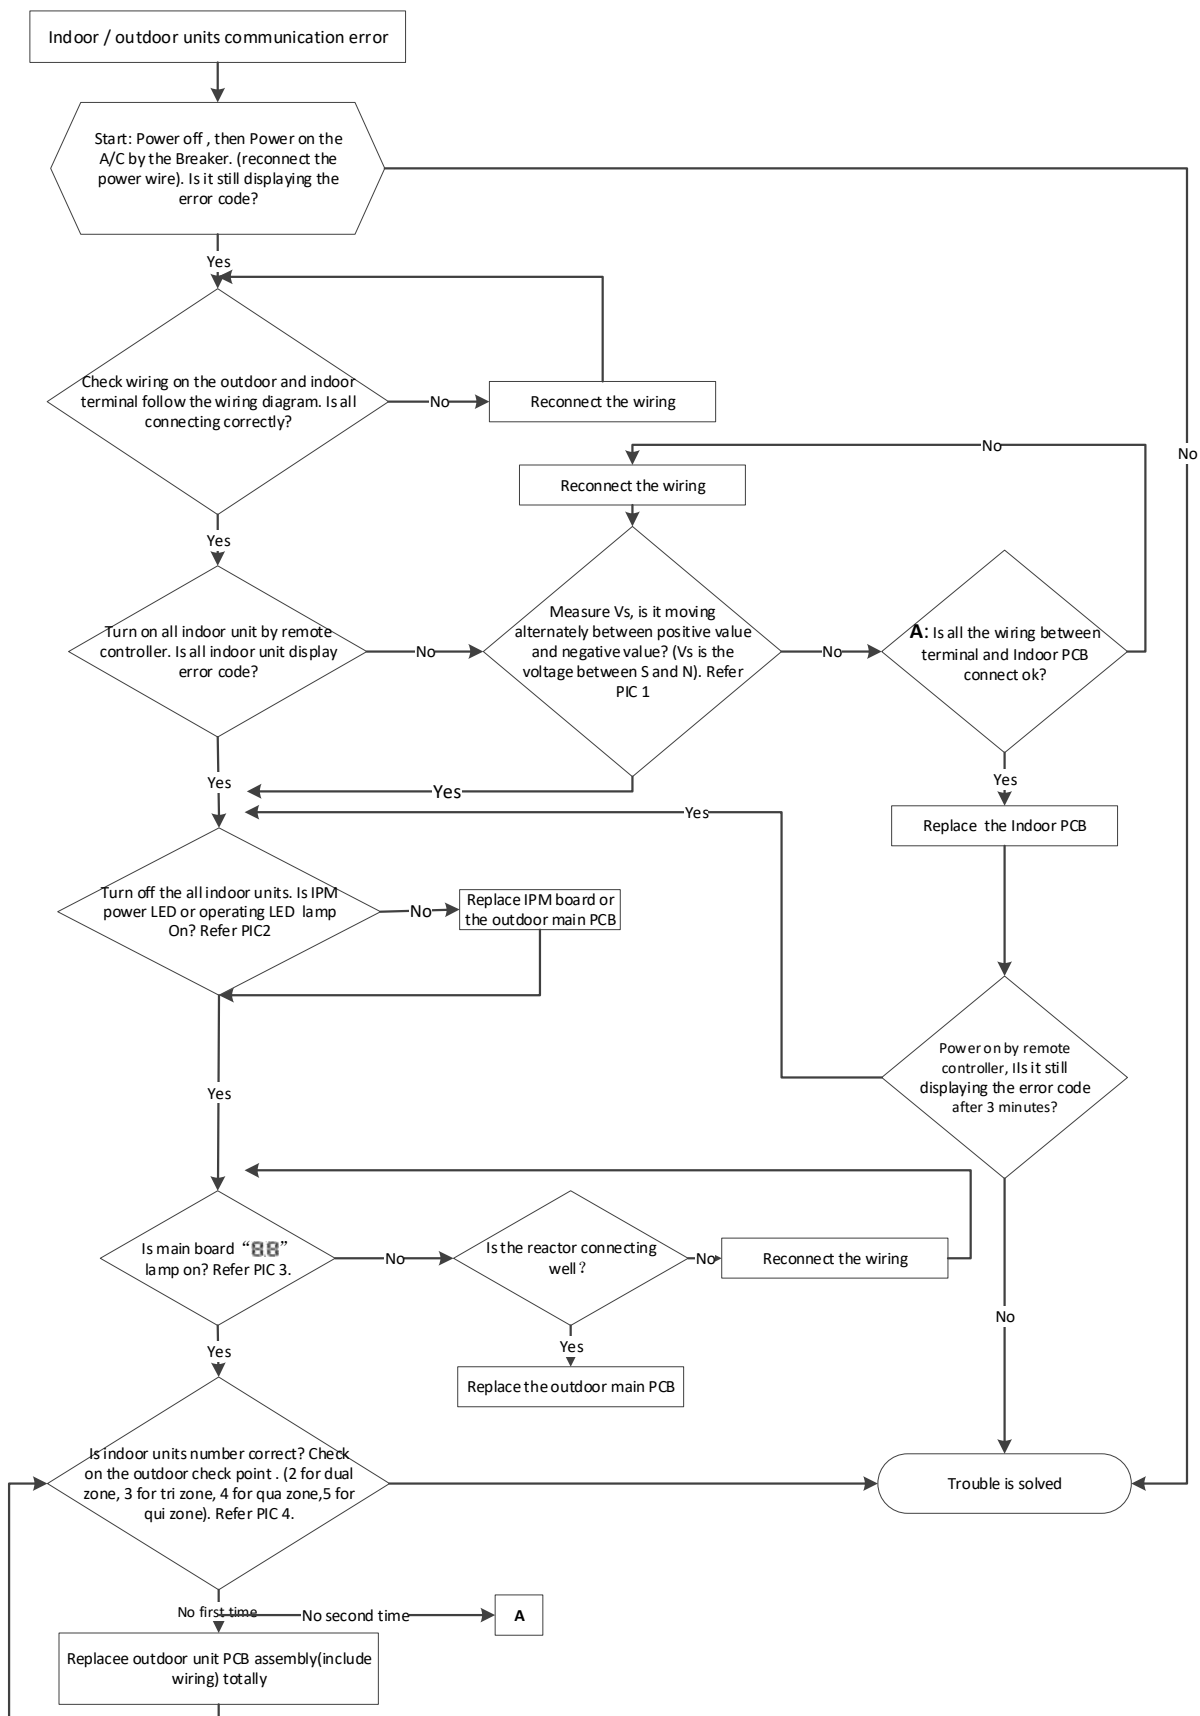 Indoor / outdoor units communication error
Start: Power off , then Power on the
A/C by the Breaker. (reconnect the
power wire). Is it still displaying the
error code?
Yes
Check wiring on the outdoor and indoor
terminal follow the wiring diagram. Is all
connecting correctly?
No
Reconnect the wiring
No
No
Reconnect the wiring
Yes
Turn on all indoor unit by remote
controller. Is all indoor unit display
error code?
No
Measure Vs, is it moving
alternately between positive value
and negative value? (Vs is the
voltage between S and N). Refer
PIC 1
No
A: Is all the wiring between
terminal and Indoor PCB
connect ok?
Yes
Yes
Yes
Yes
Replace the Indoor PCB
Turn off the all indoor units. Is IPM
power LED or operating LED lamp
On? Refer PIC2
No
Replace IPM board or
the outdoor main PCB
Power on by remote
controller, IIs it still
displaying the error code
after 3 minutes?
Yes
Is main board “8.8”
lamp on? Refer PIC 3.
No
Is the reactor connecting
well?
No
Reconnect the wiring
No
Yes
Yes
Replace the outdoor main PCB
Is indoor units number correct? Check
on the outdoor check point . (2 for dual
zone, 3 for tri zone, 4 for qua zone,5 for
qui zone). Refer PIC 4.
Trouble is solved
No first time
No second time
A
Replacee outdoor unit PCB assembly(include
wiring) totally